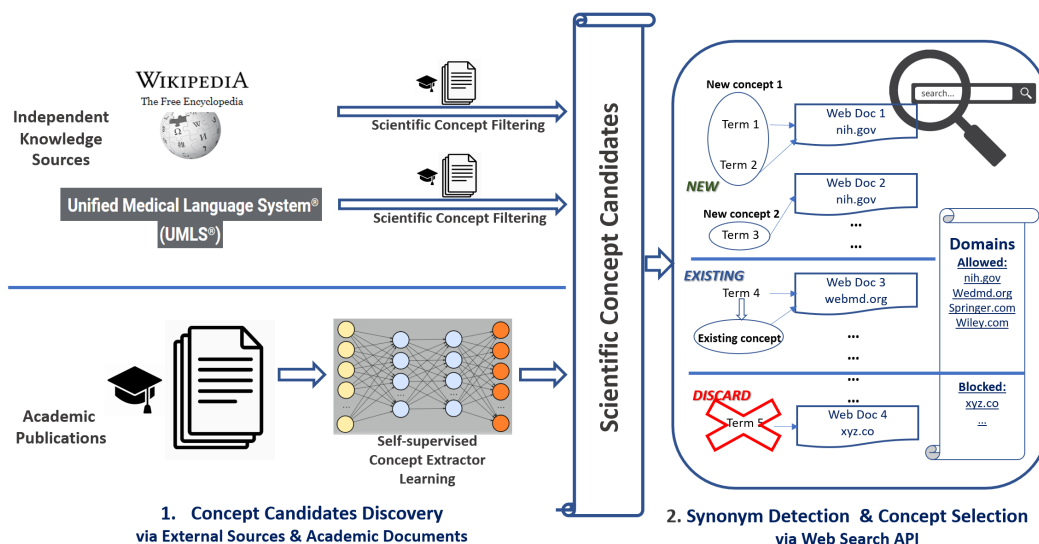 WIKIPEDIA
The Free Encyclopedia
Independent
Knowledge
Sources
Scientific Concept Filtering
Unified Medical Language System®
(UMLS®)
Scientific Concept Filtering
Academic
Publications
...
...
...
...
Self-supervised
Concept Extractor
Learning
1. Concept Candidates Discovery
via External Sources & Academic Documents
Scientific Concept Candidates
search...
New concept 1
Term 1
Term 2
Web Doc 1
nih.gov
NEW
New concept 2
Term 3
Web Doc 2
nih.gov
...
...
EXISTING
Term 4
Existing concept
Web Doc 3
webmd.org
...
...
...
DISCARD
Term 5
Web Doc 4
xyz.co
Domains
Allowed:
nih.gov
Wedmd.org
Springer.com
Wiley.com
Blocked:
xyz.co
...
2. Synonym Detection & Concept Selection
via Web Search API